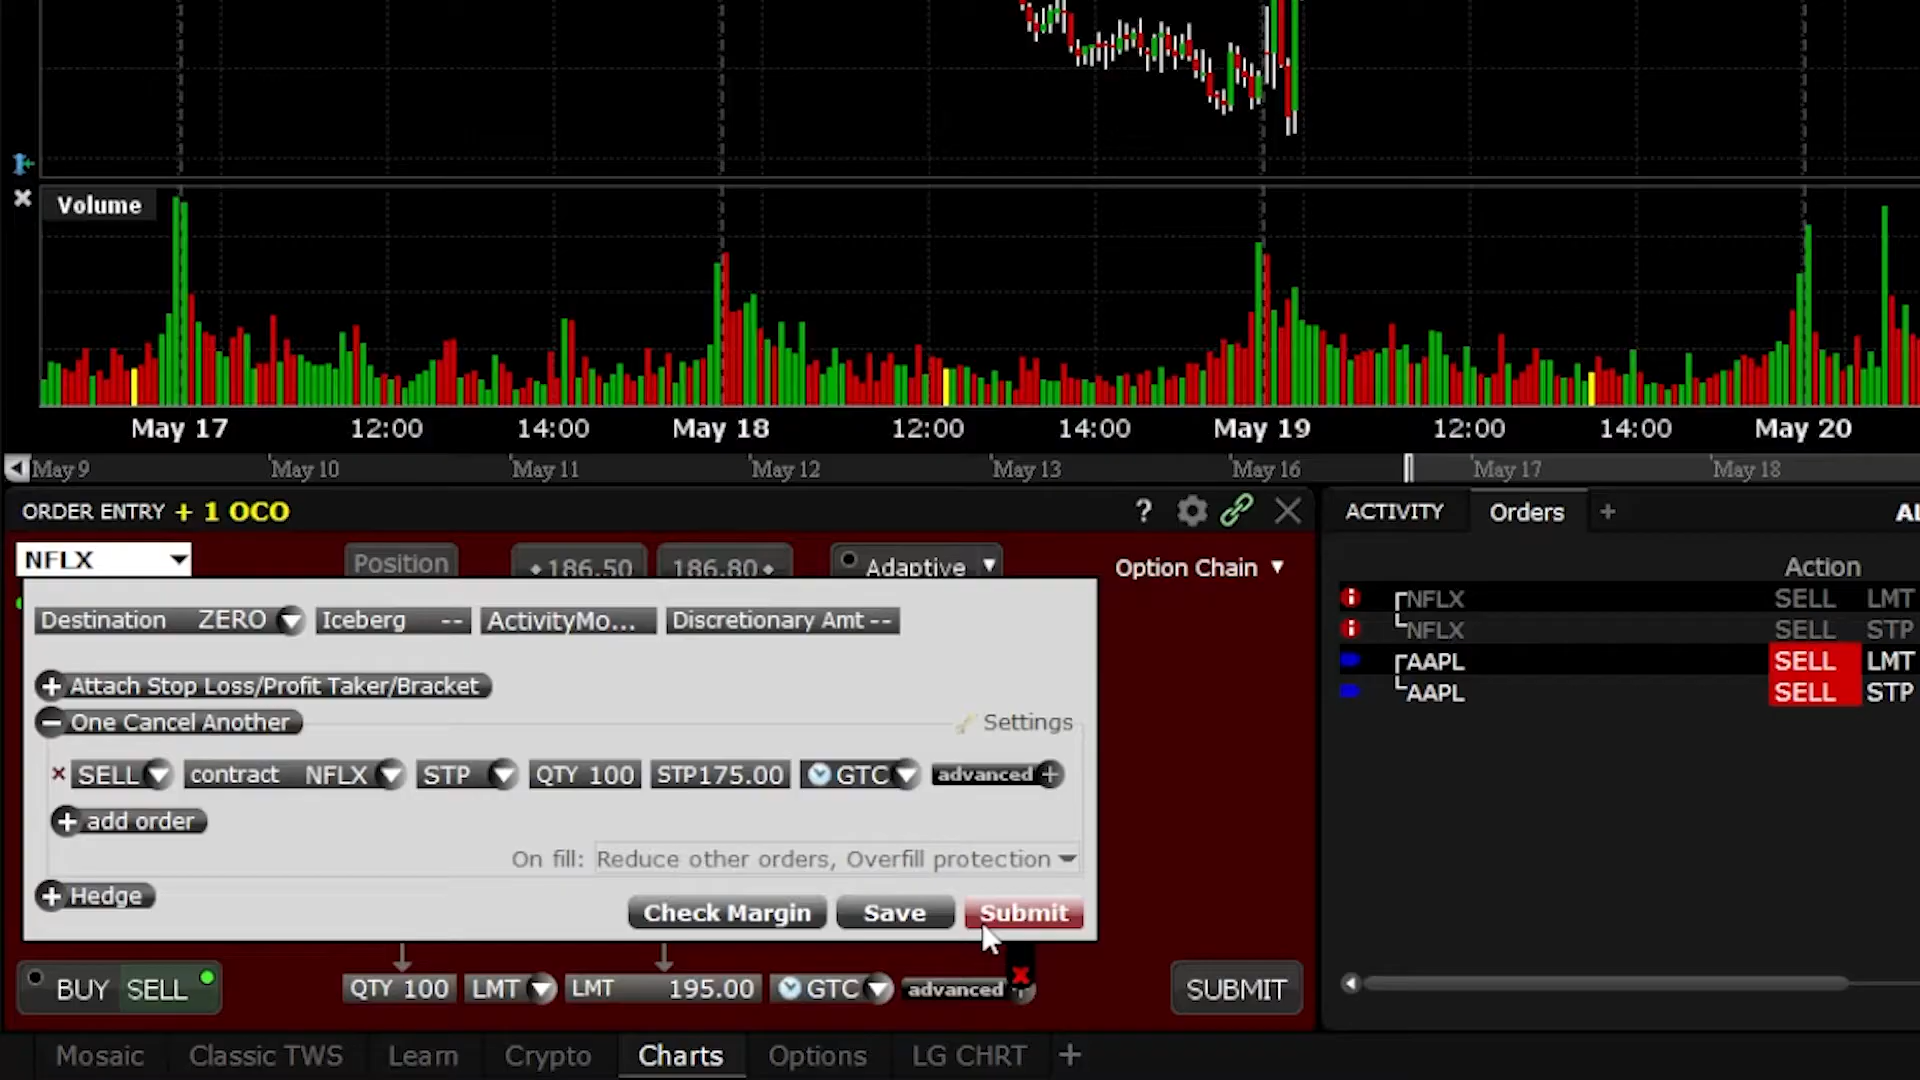 Volume
May 17 12:00 14:00 May 18 12:00 14:00 May 19 12:00 14:00 May 20
May 9 May 10 May 11 May 12 May 13 May 16 May 17 May 18
ORDER ENTRY + 1 OCO ?
ACTIVITY Orders + AL
NFLX Position 186.50 186.80 Adaptive Option Chain
Action
Destination ZERO Iceberg -- ActivityMo... Discretionary Amt --
NFLX SELL LMT
NFLX SELL STP
AAPL SELL LMT
AAPL SELL STP
+ Attach Stop Loss/Profit Taker/Bracket
One Cancel Another Settings
× SELL contract NFLX STP QTY 100 STP175.00 GTC advanced +
+ add order
On fill: Reduce other orders, Overfill protection
+ Hedge
Check Margin Save Submit
BUY SELL QTY 100 LMT LMT 195.00 GTC advanced SUBMIT
Mosaic Classic TWS Learn Crypto Charts Options LG CHRT +